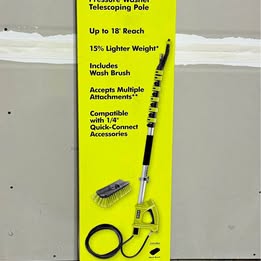 Pressure Washer
Telescoping Pole
Up to 18' Reach
15% Lighter Weight*
Includes
Wash Brush
Accepts Multiple
Attachments**
Compatible
with 1/4"
Quick-Connect
Accessories